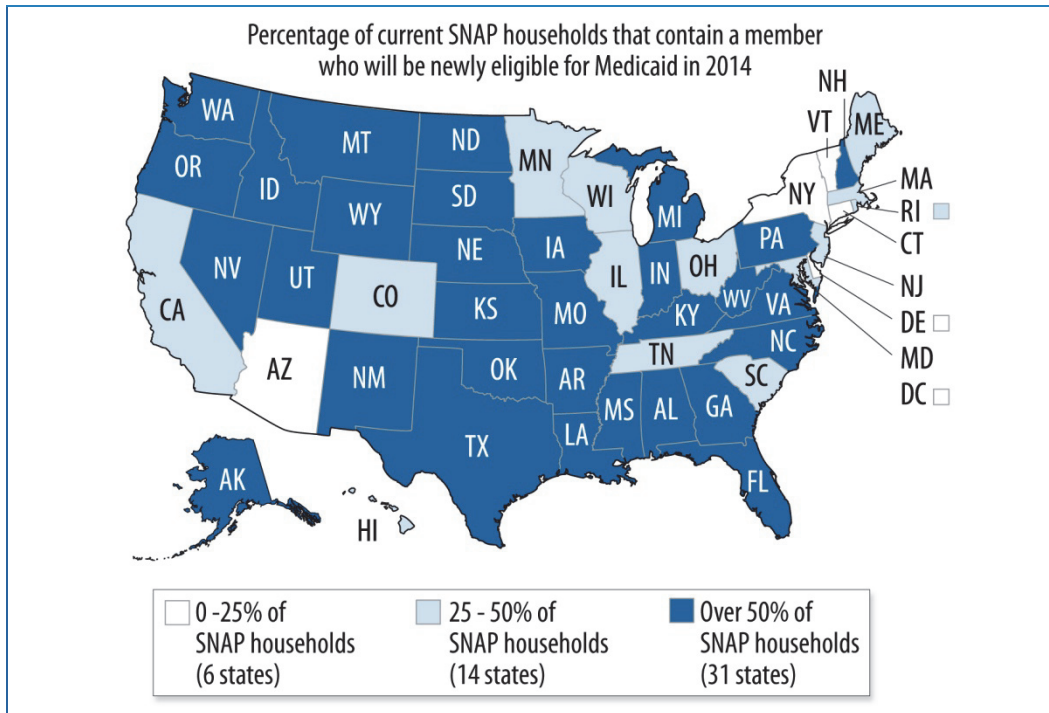 Percentage of current SNAP households that contain a member
who will be newly eligible for Medicaid in 2014
NH
VT
ME
WA
MT
ND
MN
OR
ID
WY
SD
WI
MI
NY
MA
RI
CT
NJ
DE
MD
DC
NV
UT
CO
CA
NE
IA
IL
IN
OH
PA
KS
MO
KY
WV
VA
NC
TN
SC
AZ
NM
OK
AR
MS
AL
GA
TX
LA
FL
AK
HI
0 -25% of
SNAP households
(6 states)
25 - 50% of
SNAP households
(14 states)
Over 50% of
SNAP households
(31 states)